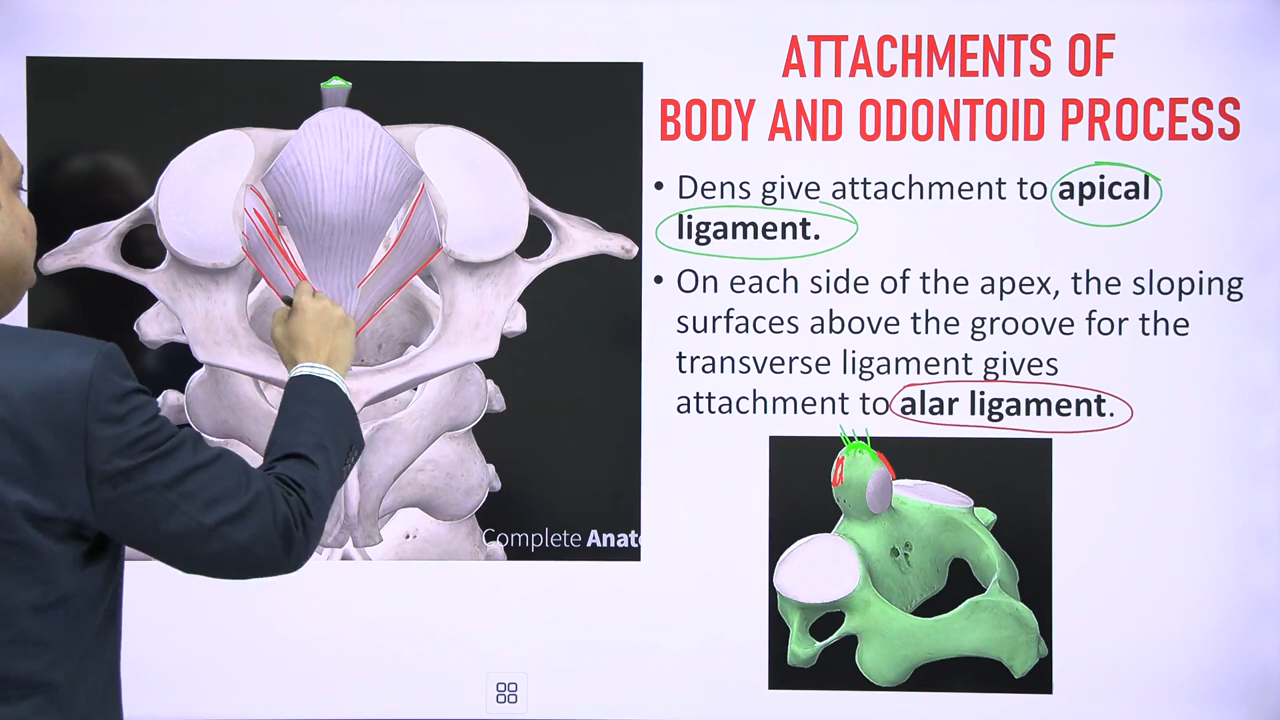 ATTACHMENTS OF
BODY AND ODONTOID PROCESS
• Dens give attachment to apical
ligament.
• On each side of the apex, the sloping
surfaces above the groove for the
transverse ligament gives
attachment to alar ligament.
Complete Anato